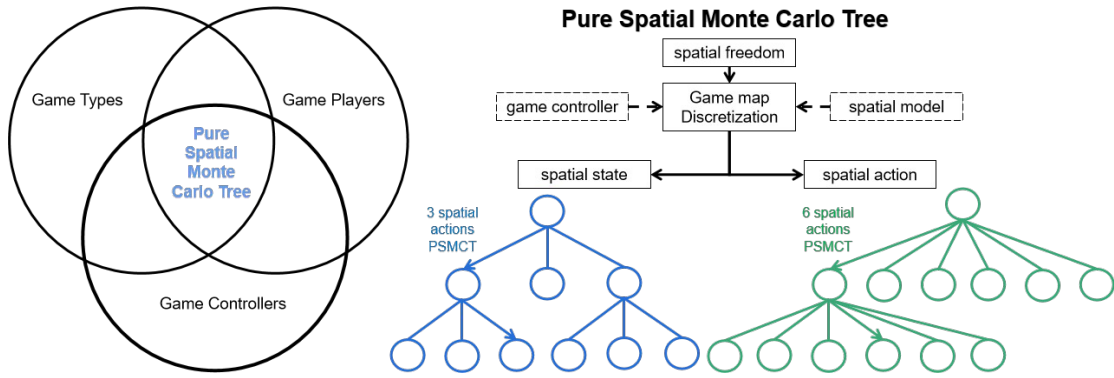 Game Types
Game Players
Pure
Spatial
Monte
Carlo Tree
Game Controllers
Pure Spatial Monte Carlo Tree
spatial freedom
game controller
Game map
Discretization
spatial model
spatial state
spatial action
3 spatial
actions
PSMCT
6 spatial
actions
PSMCT